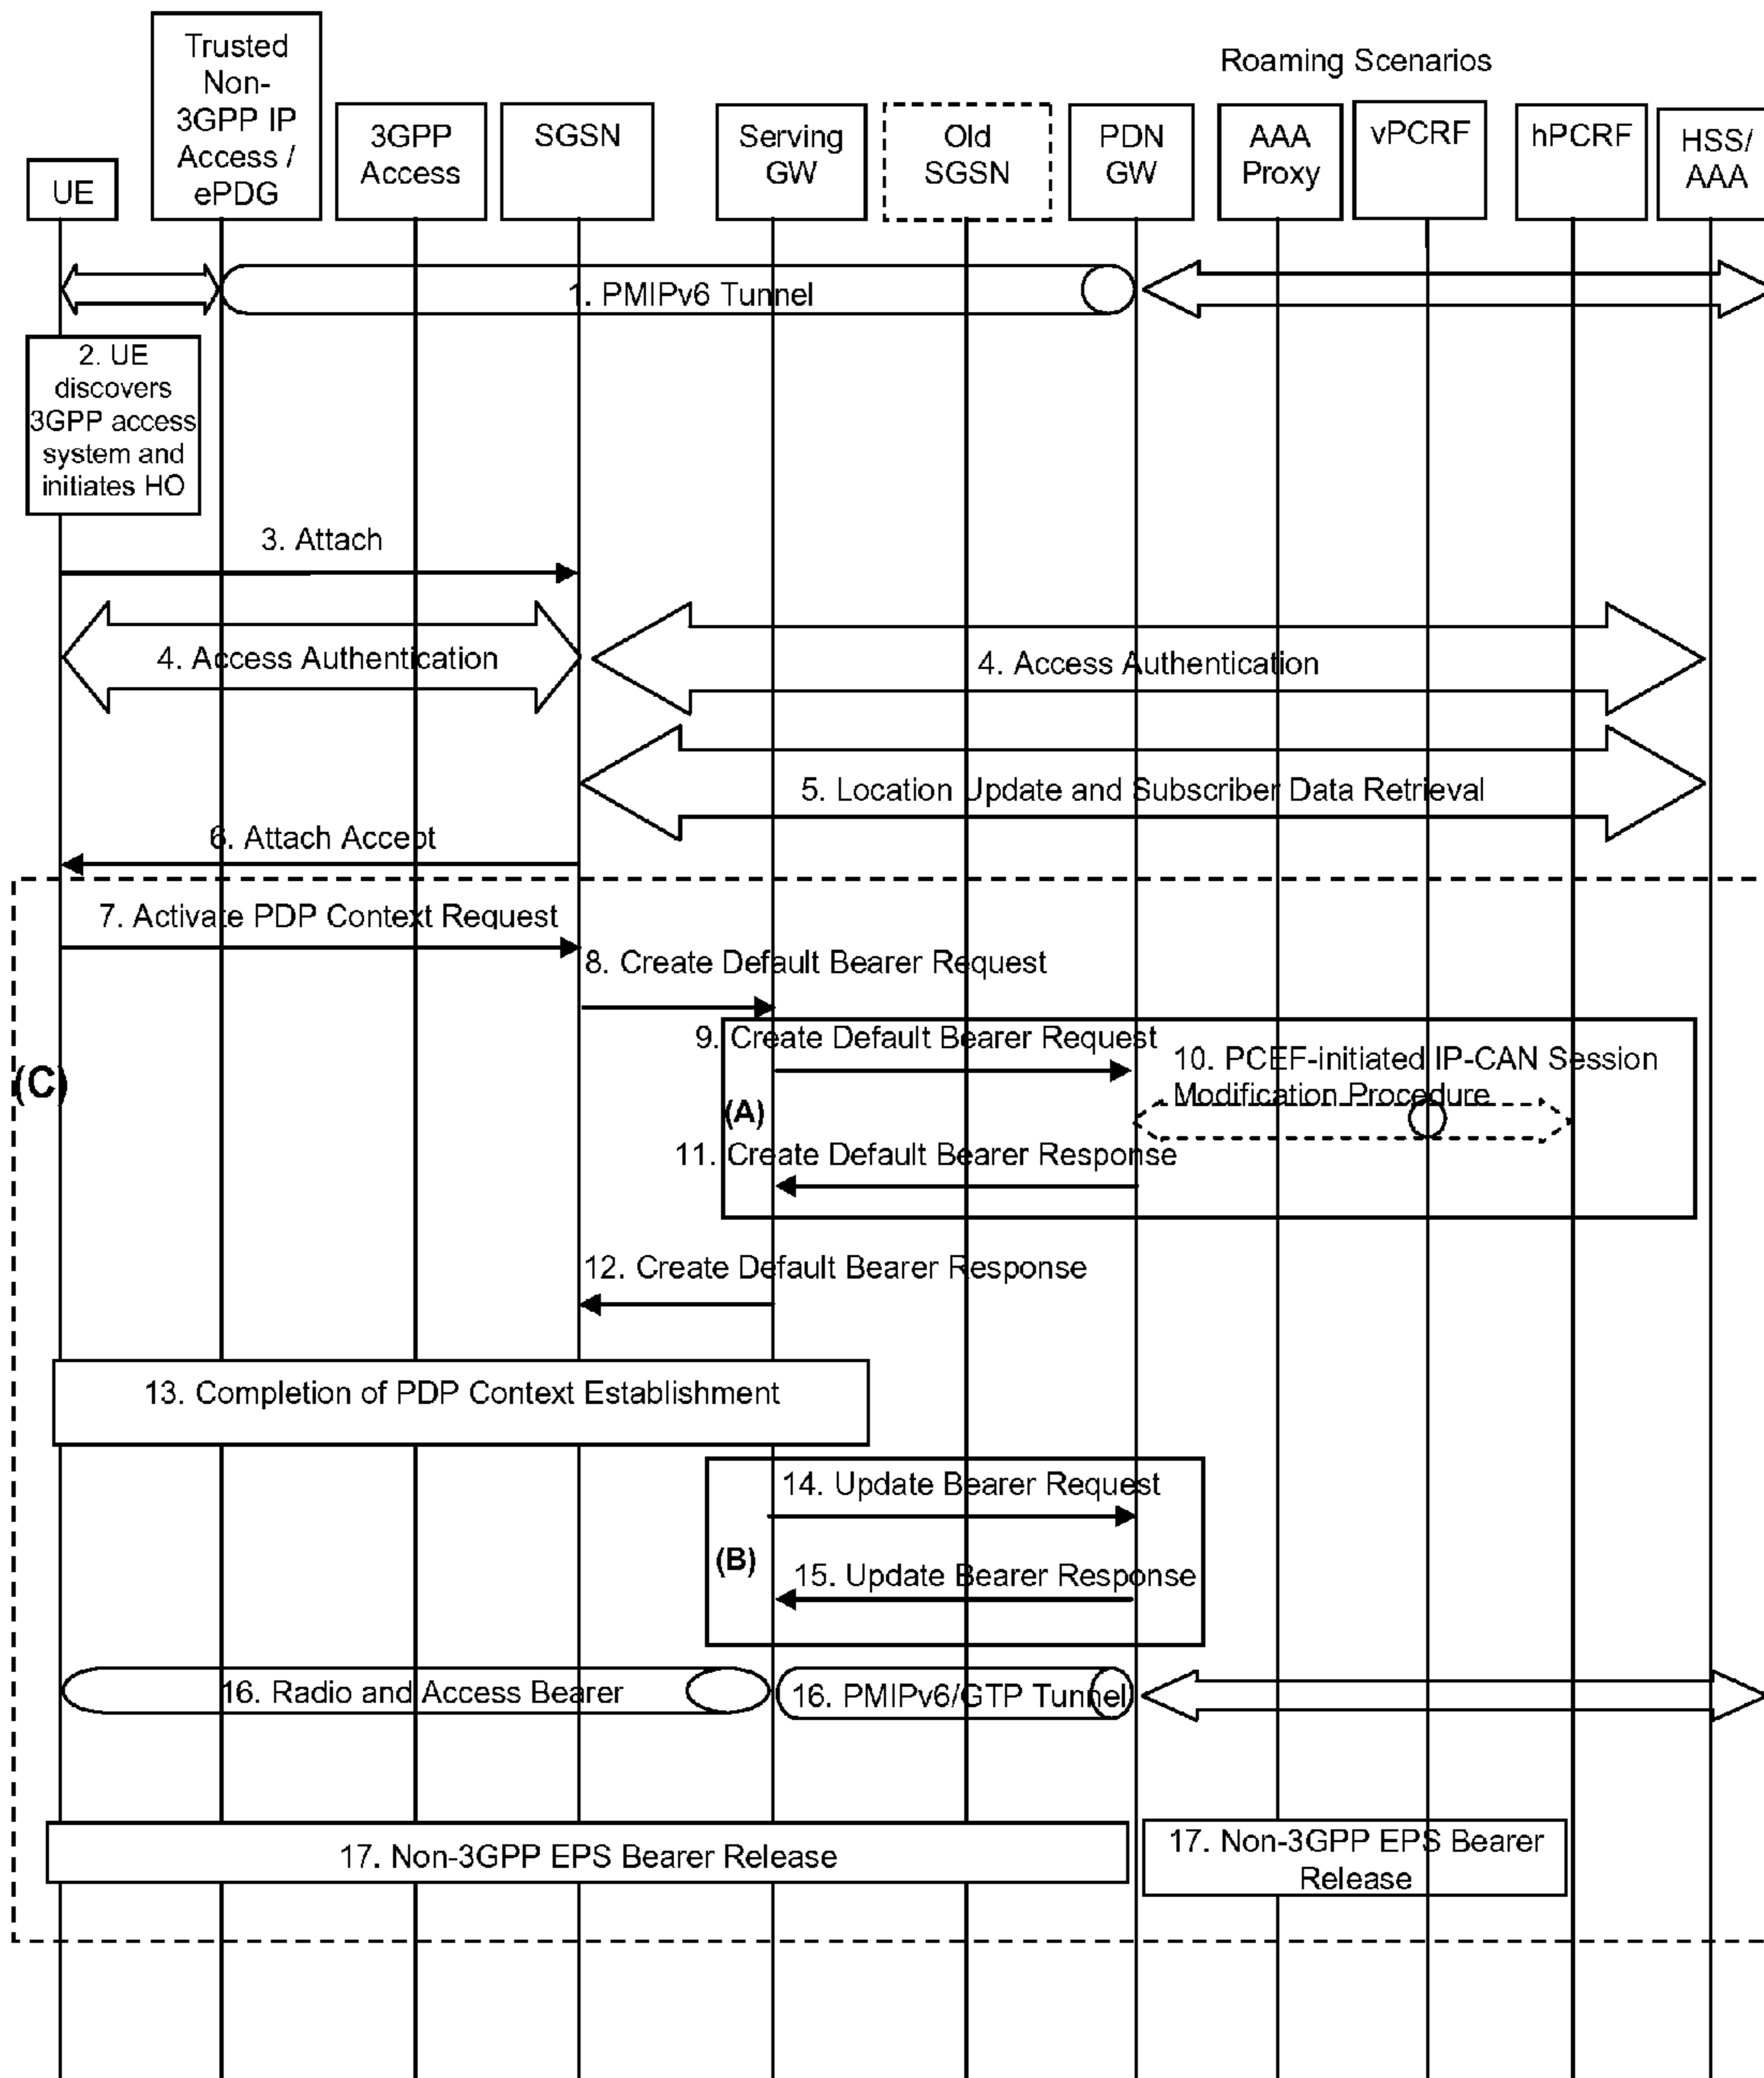 Roaming Scenarios
UE
Trusted
Non-
3GPP IP
Access /
ePDG
3GPP
Access
SGSN
Serving
GW
Old
SGSN
PDN
GW
AAA
Proxy
vPCRF
hPCRF
HSS/
AAA
1. PMIPv6 Tunnel
2. UE
discovers
3GPP access
system and
initiates HO
3. Attach
4. Access Authentication
4. Access Authentication
5. Location Update and Subscriber Data Retrieval
6. Attach Accept
7. Activate PDP Context Request
8. Create Default Bearer Request
(C)
9. Create Default Bearer Request
10. PCEF-initiated IP-CAN Session
Modification Procedure
(A)
11. Create Default Bearer Response
12. Create Default Bearer Response
13. Completion of PDP Context Establishment
14. Update Bearer Request
(B)
15. Update Bearer Response
16. Radio and Access Bearer
16. PMIPv6/GTP Tunnel
17. Non-3GPP EPS Bearer Release
17. Non-3GPP EPS Bearer
Release